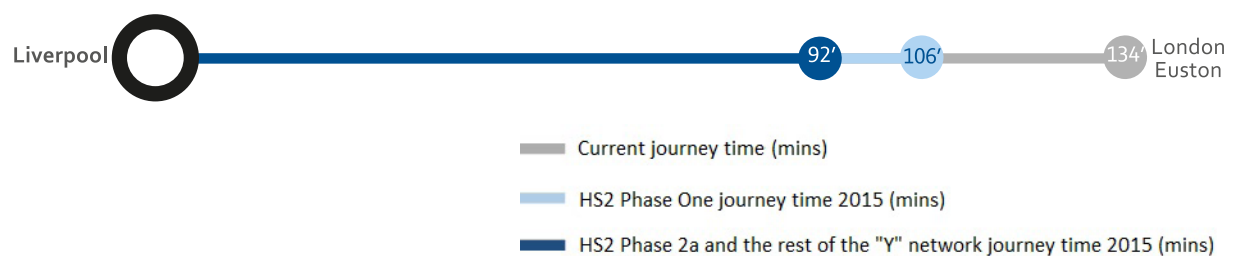 Liverpool
92′
106′
134′
London
Euston
Current journey time (mins)
HS2 Phase One journey time 2015 (mins)
HS2 Phase 2a and the rest of the "Y" network journey time 2015 (mins)